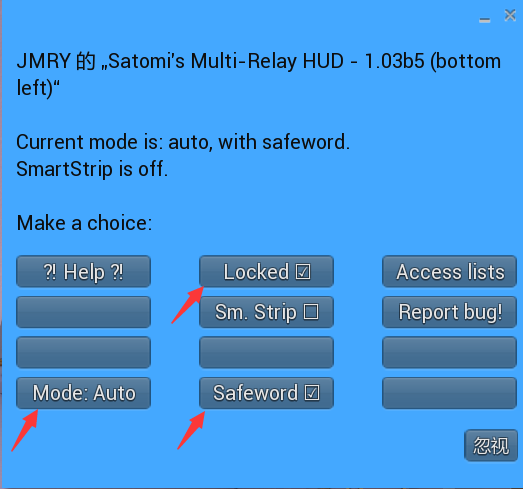 JMRY 的 „Satomi's Multi-Relay HUD - 1.03b5 (bottom
left)“
Current mode is: auto, with safeword.
SmartStrip is off.
Make a choice:
?! Help ?! Locked ☑ Access lists
Sm. Strip ☐ Report bug!
Mode: Auto Safeword ☑
忽视